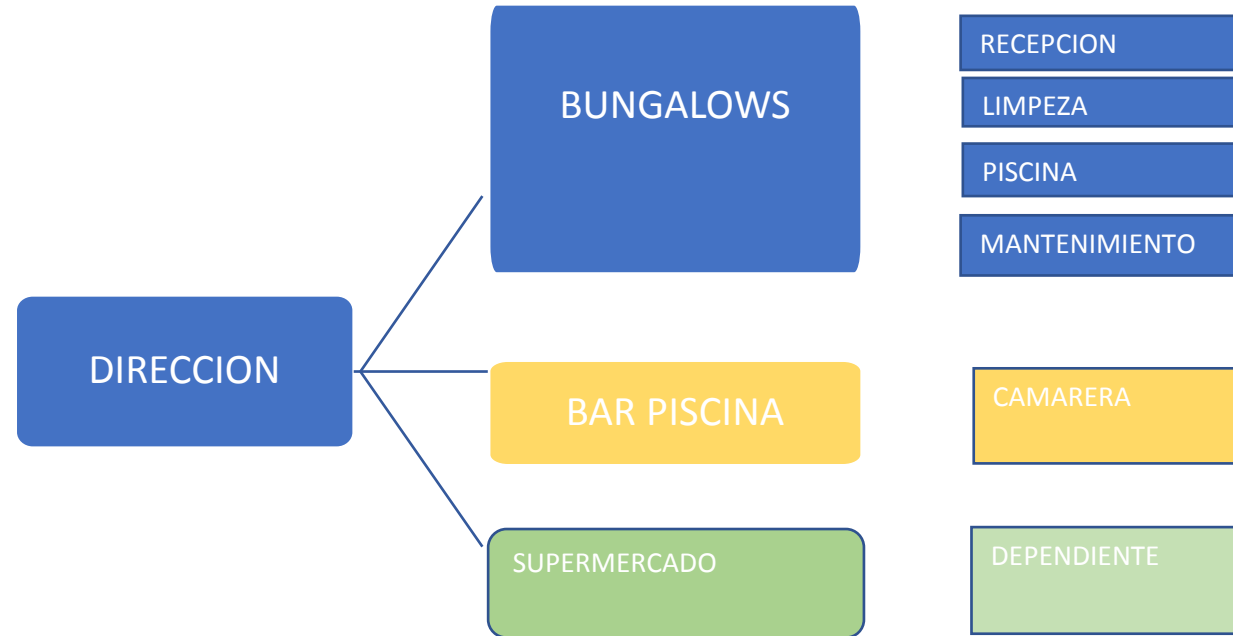 BUNGALOWS
RECEPCION
LIMPEZA
PISCINA
MANTENIMIENTO
DIRECCION
BAR PISCINA
CAMARERA
SUPERMERCADO
DEPENDIENTE